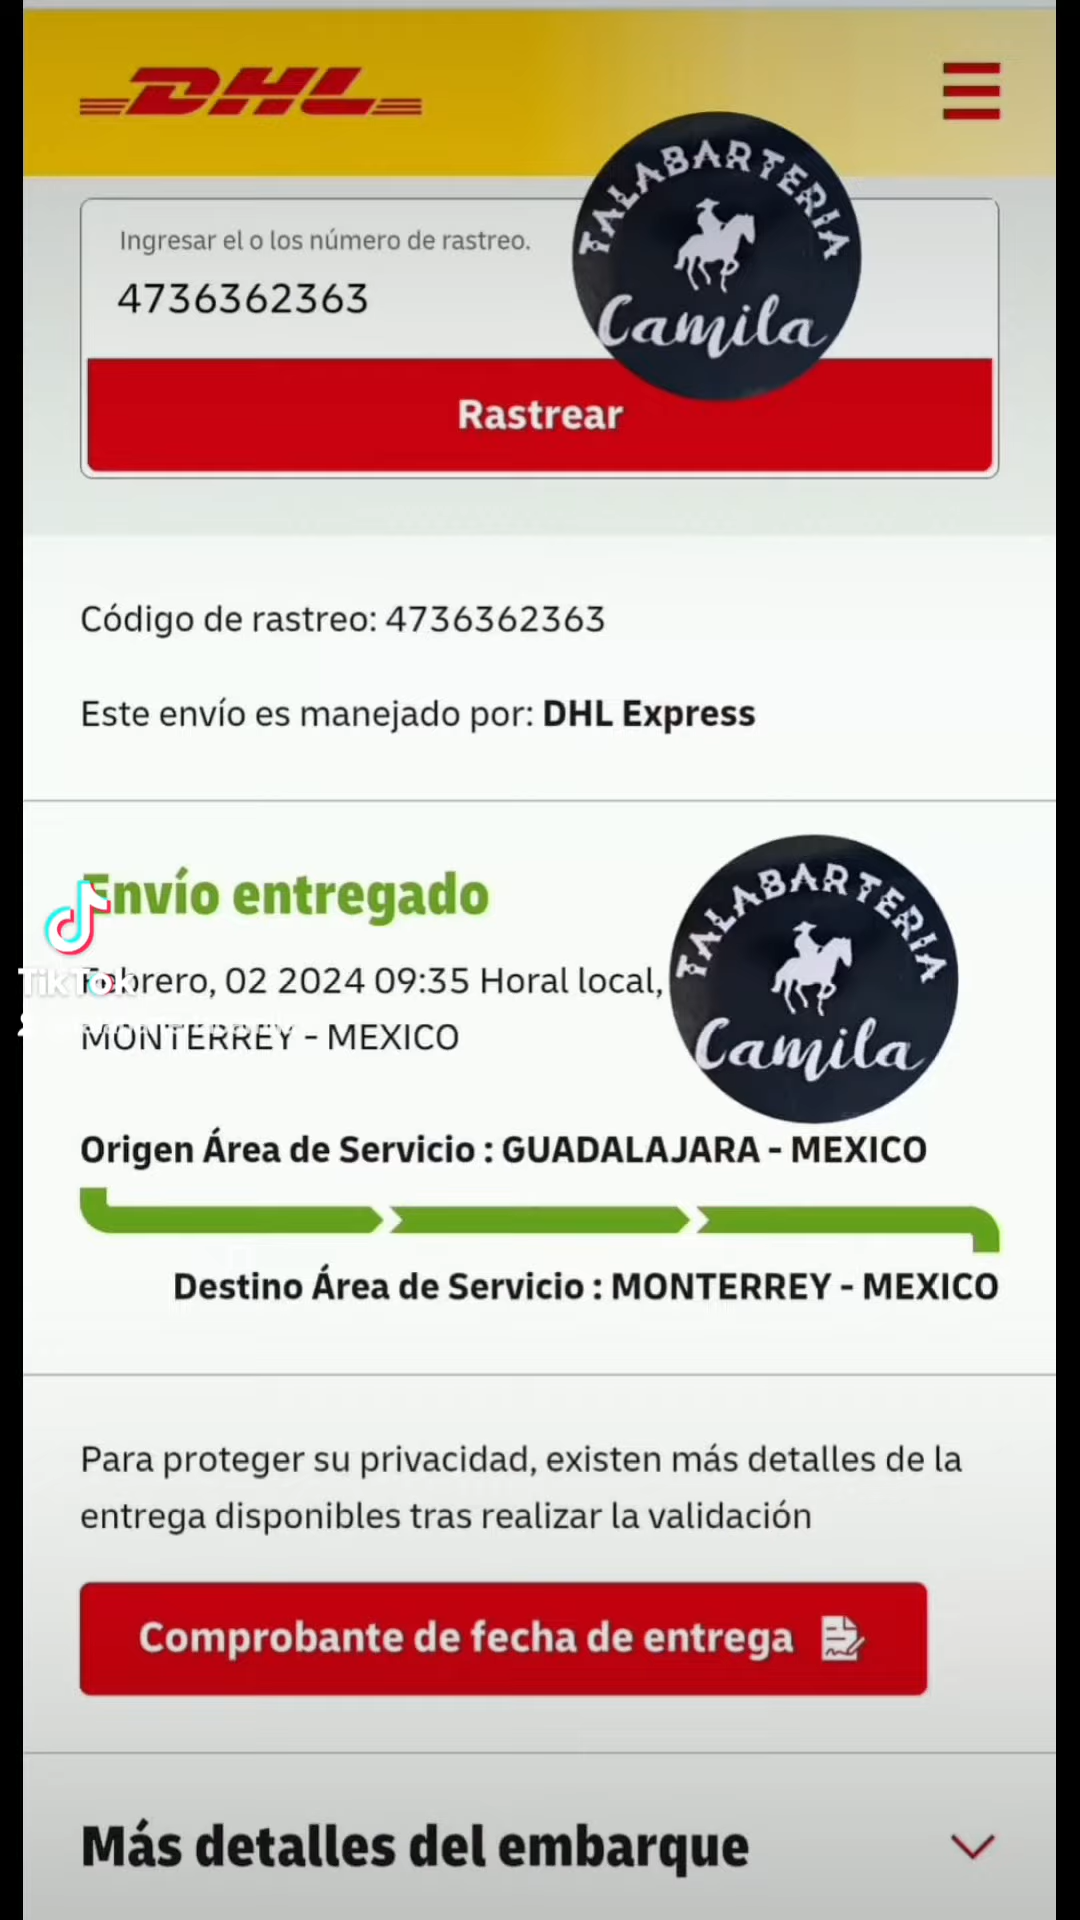 DHL
TALABARTERIA
Camila
Ingresar el o los número de rastreo.
4736362363
Rastrear
Código de rastreo: 4736362363
Este envío es manejado por: DHL Express
Envío entregado
TALABARTERIA
Camila
TikTok
Febrero, 02 2024 09:35 Horal local,
MONTERREY - MEXICO
Origen Área de Servicio : GUADALAJARA - MEXICO
Destino Área de Servicio : MONTERREY - MEXICO
Para proteger su privacidad, existen más detalles de la
entrega disponibles tras realizar la validación
Comprobante de fecha de entrega
Más detalles del embarque